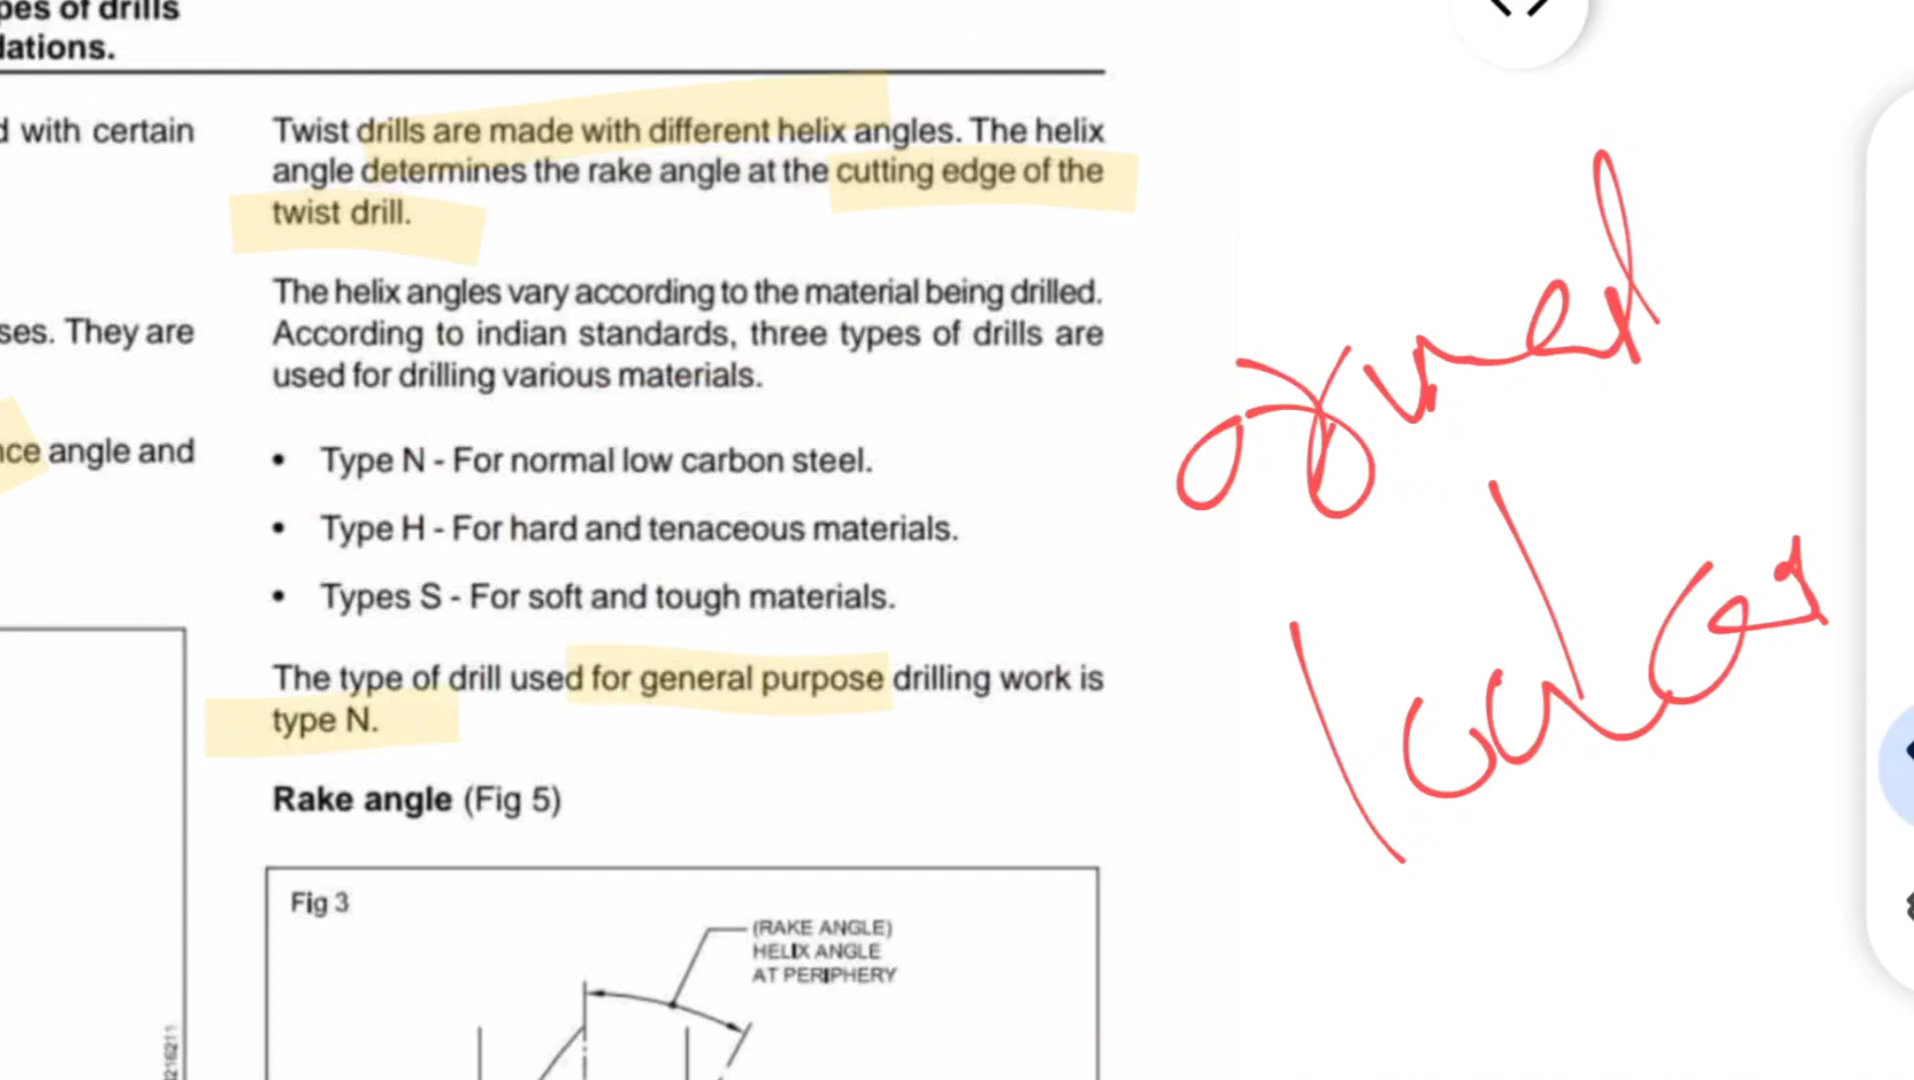 pes of drills
lations.
d with certain
ses. They are
nce angle and
Twist drills are made with different helix angles. The helix
angle determines the rake angle at the cutting edge of the
twist drill.
The helix angles vary according to the material being drilled.
According to indian standards, three types of drills are
used for drilling various materials.
• Type N - For normal low carbon steel.
• Type H - For hard and tenaceous materials.
• Types S - For soft and tough materials.
The type of drill used for general purpose drilling work is
type N.
Rake angle (Fig 5)
Fig 3
(RAKE ANGLE)
HELIX ANGLE
AT PERIPHERY